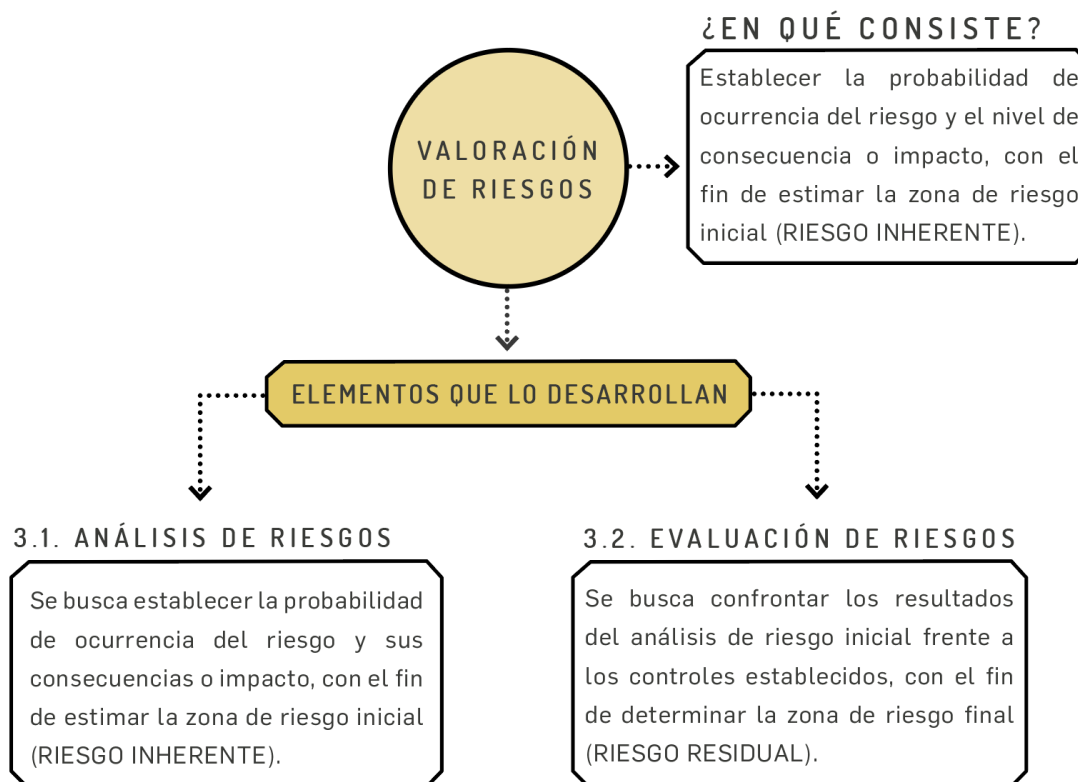 ¿EN QUÉ CONSISTE?
Establecer la probabilidad de
ocurrencia del riesgo y el nivel de
consecuencia o impacto, con el
fin de estimar la zona de riesgo
inicial (RIESGO INHERENTE).
VALORACIÓN
DE RIESGOS
ELEMENTOS QUE LO DESARROLLAN
3.1. ANÁLISIS DE RIESGOS
Se busca establecer la probabilidad
de ocurrencia del riesgo y sus
consecuencias o impacto, con el fin
de estimar la zona de riesgo inicial
(RIESGO INHERENTE).
3.2. EVALUACIÓN DE RIESGOS
Se busca confrontar los resultados
del análisis de riesgo inicial frente a
los controles establecidos, con el fin
de determinar la zona de riesgo final
(RIESGO RESIDUAL).